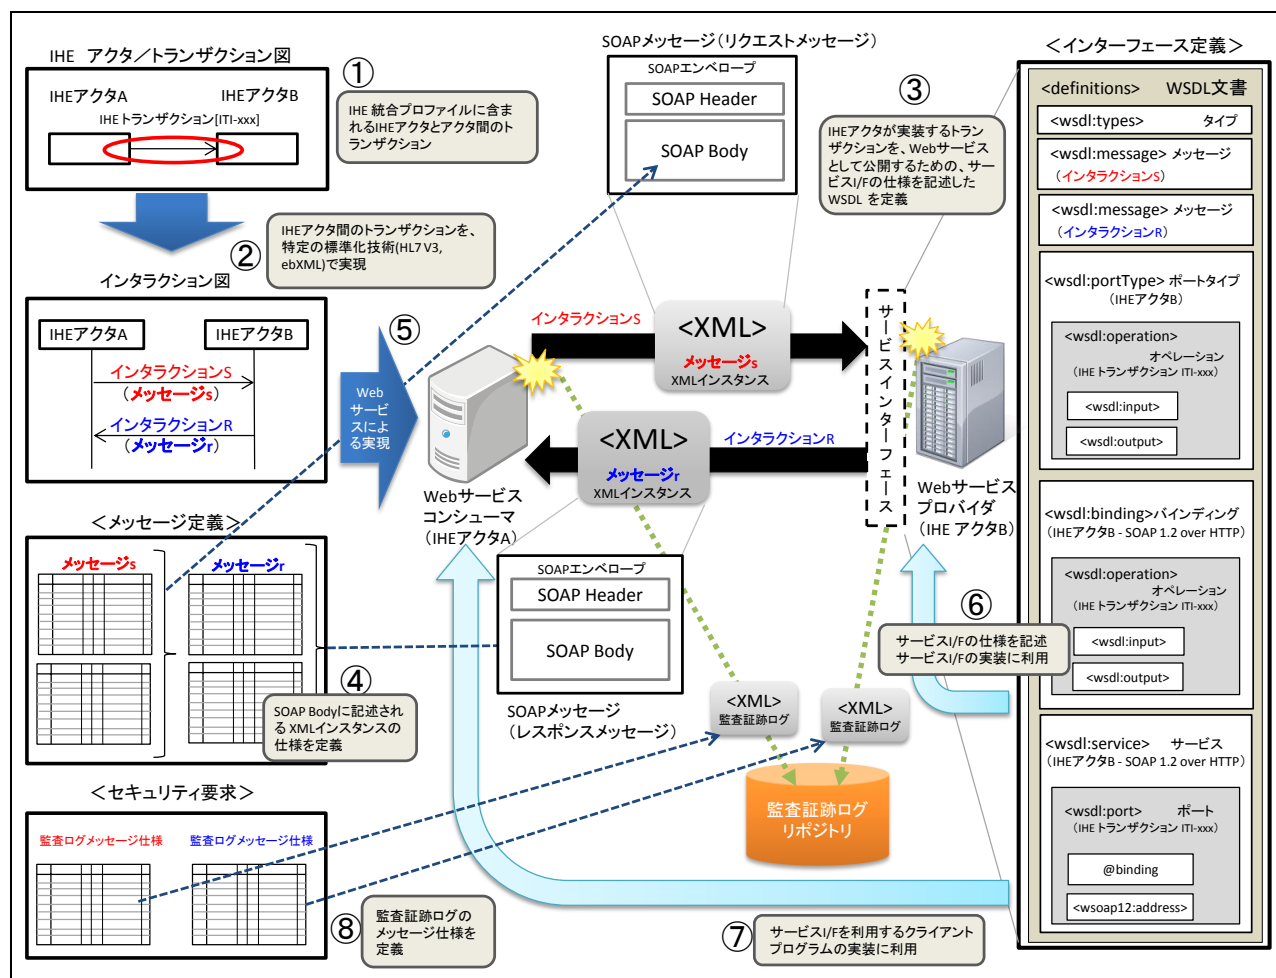 IHE アクタ／トランザクション図
IHEアクタA
IHEアクタB
IHEトランザクション[ITI-xxx]
①
IHE 統合プロファイルに含ま
れるIHEアクタとアクタ間のト
ランザクション
②
IHEアクタ間のトランザクションを、
特定の標準化技術(HL7 V3,
ebXML)で実現
インタラクション図
IHEアクタA
IHEアクタB
インタラクションS
(メッセージs)
インタラクションR
(メッセージr)
⑤
Web
サービ
スによ
る実現
＜メッセージ定義＞
メッセージs
メッセージr
④
SOAP Bodyに記述され
る XMLインスタンスの
仕様を定義
＜セキュリティ要求＞
監査ログメッセージ仕様
監査ログメッセージ仕様
⑧
監査証跡ログの
メッセージ仕様を
定義
SOAPメッセージ(リクエストメッセージ)
SOAPエンベロープ
SOAP Header
SOAP Body
③
IHEアクタが実装するトラン
ザクションを、Webサービス
として公開するための、サー
ビスI/Fの仕様を記述した
WSDL を定義
インタラクションS
<XML>
メッセージs
XMLインスタンス
<XML>
メッセージr
XMLインスタンス
インタラクションR
サービスインターフェース
Webサービス
コンシューマ
(IHEアクタA)
Webサービス
プロバイダ
(IHE アクタB)
SOAPエンベロープ
SOAP Header
SOAP Body
SOAPメッセージ
(レスポンスメッセージ)
<XML>
監査証跡ログ
<XML>
監査証跡ログ
監査証跡ログ
リポジトリ
⑥
サービスI/Fの仕様を記述
サービスI/Fの実装に利用
⑦
サービスI/Fを利用するクライアント
プログラムの実装に利用
＜インターフェース定義＞
<definitions> WSDL文書
<wsdl:types> タイプ
<wsdl:message> メッセージ
(インタラクションS)
<wsdl:message> メッセージ
(インタラクションR)
<wsdl:portType> ポートタイプ
(IHEアクタB)
<wsdl:operation>
オペレーション
(IHE トランザクション ITI-xxx)
<wsdl:input>
<wsdl:output>
<wsdl:binding>バインディング
(IHEアクタB - SOAP 1.2 over HTTP)
<wsdl:operation>
オペレーション
(IHE トランザクション ITI-xxx)
<wsdl:input>
<wsdl:output>
<wsdl:service> サービス
(IHEアクタB - SOAP 1.2 over HTTP)
<wsdl:port> ポート
(IHE トランザクション ITI-xxx)
@binding
<wsoap12:address>